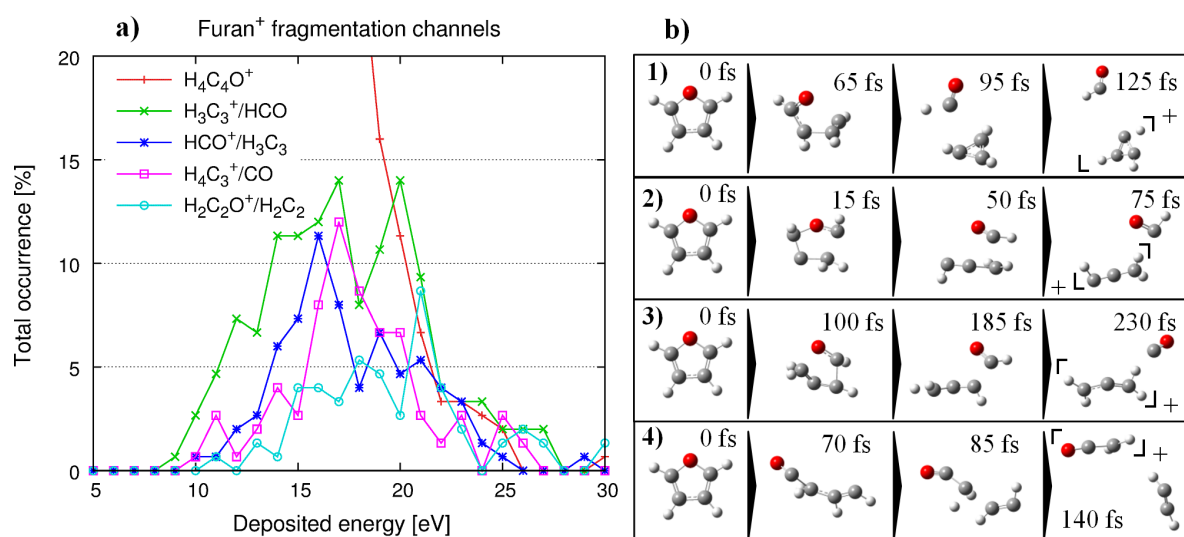 a)
Furan⁺ fragmentation channels
Total occurrence [%]
20
15
10
5
0
H₄C₄O⁺
H₃C₃⁺/HCO
HCO⁺/H₃C₃
H₄C₃⁺/CO
H₂C₂O⁺/H₂C₂
5 10 15 20 25 30
Deposited energy [eV]
b)
1) 0 fs 65 fs 95 fs 125 fs
+
2) 0 fs 15 fs 50 fs 75 fs
+
3) 0 fs 100 fs 185 fs 230 fs
+
4) 0 fs 70 fs 85 fs
+
140 fs